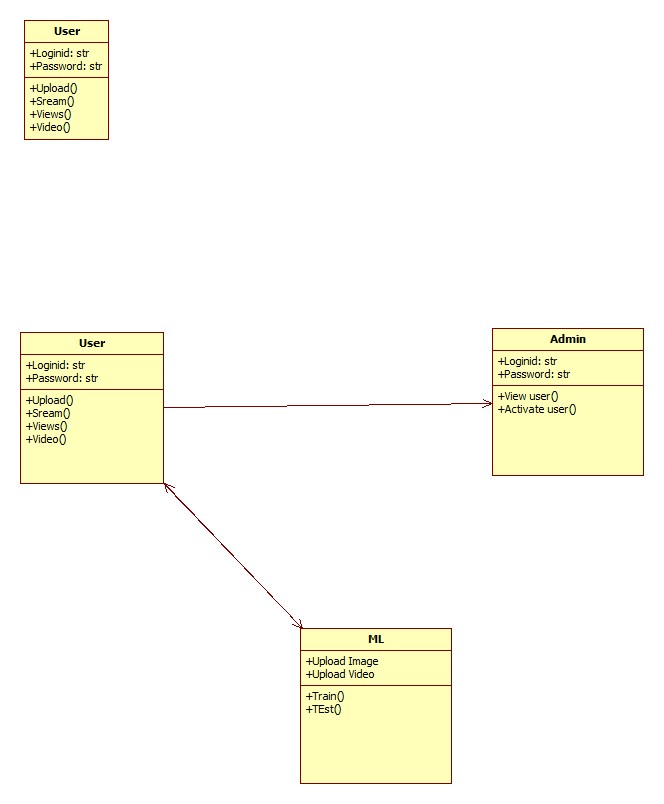 User
+Loginid: str
+Password: str
+Upload()
+Sream()
+Views()
+Video()
User
+Loginid: str
+Password: str
+Upload()
+Sream()
+Views()
+Video()
Admin
+Loginid: str
+Password: str
+View user()
+Activate user()
ML
+Upload Image
+Upload Video
+Train()
+TEst()